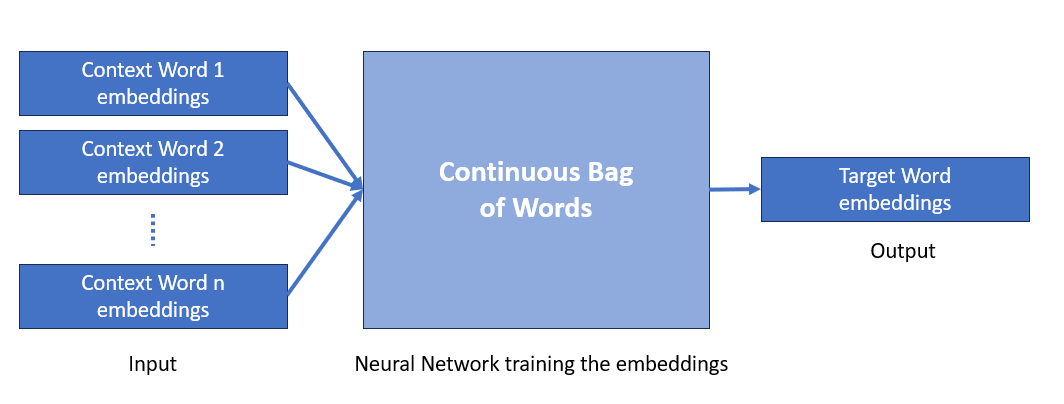 Context Word 1
embeddings
Context Word 2
embeddings
Context Word n
embeddings
Input
Continuous Bag
of Words
Neural Network training the embeddings
Target Word
embeddings
Output